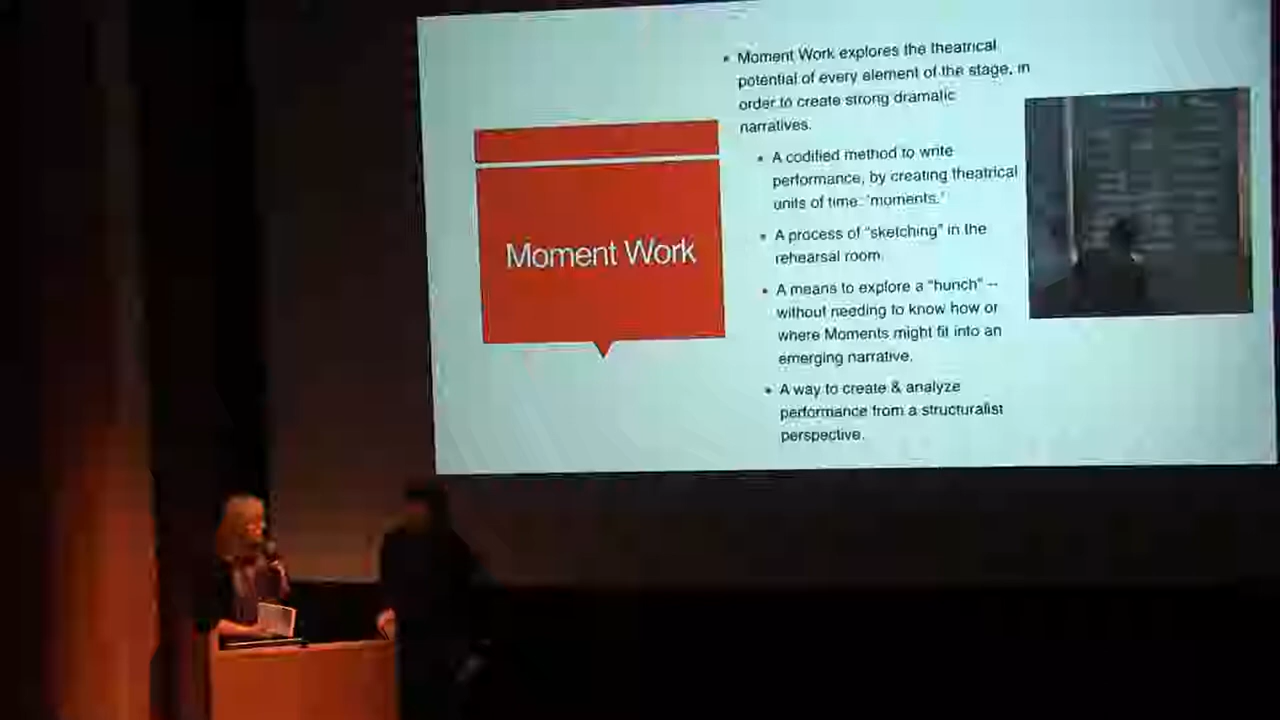 Moment Work
• Moment Work explores the theatrical
potential of every element of the stage, in
order to create strong dramatic
narratives.
• A codified method to write
performance, by creating theatrical
units of time: 'moments.'
• A process of "sketching" in the
rehearsal room.
• A means to explore a "hunch" --
without needing to know how or
where Moments might fit into an
emerging narrative.
• A way to create & analyze
performance from a structuralist
perspective.